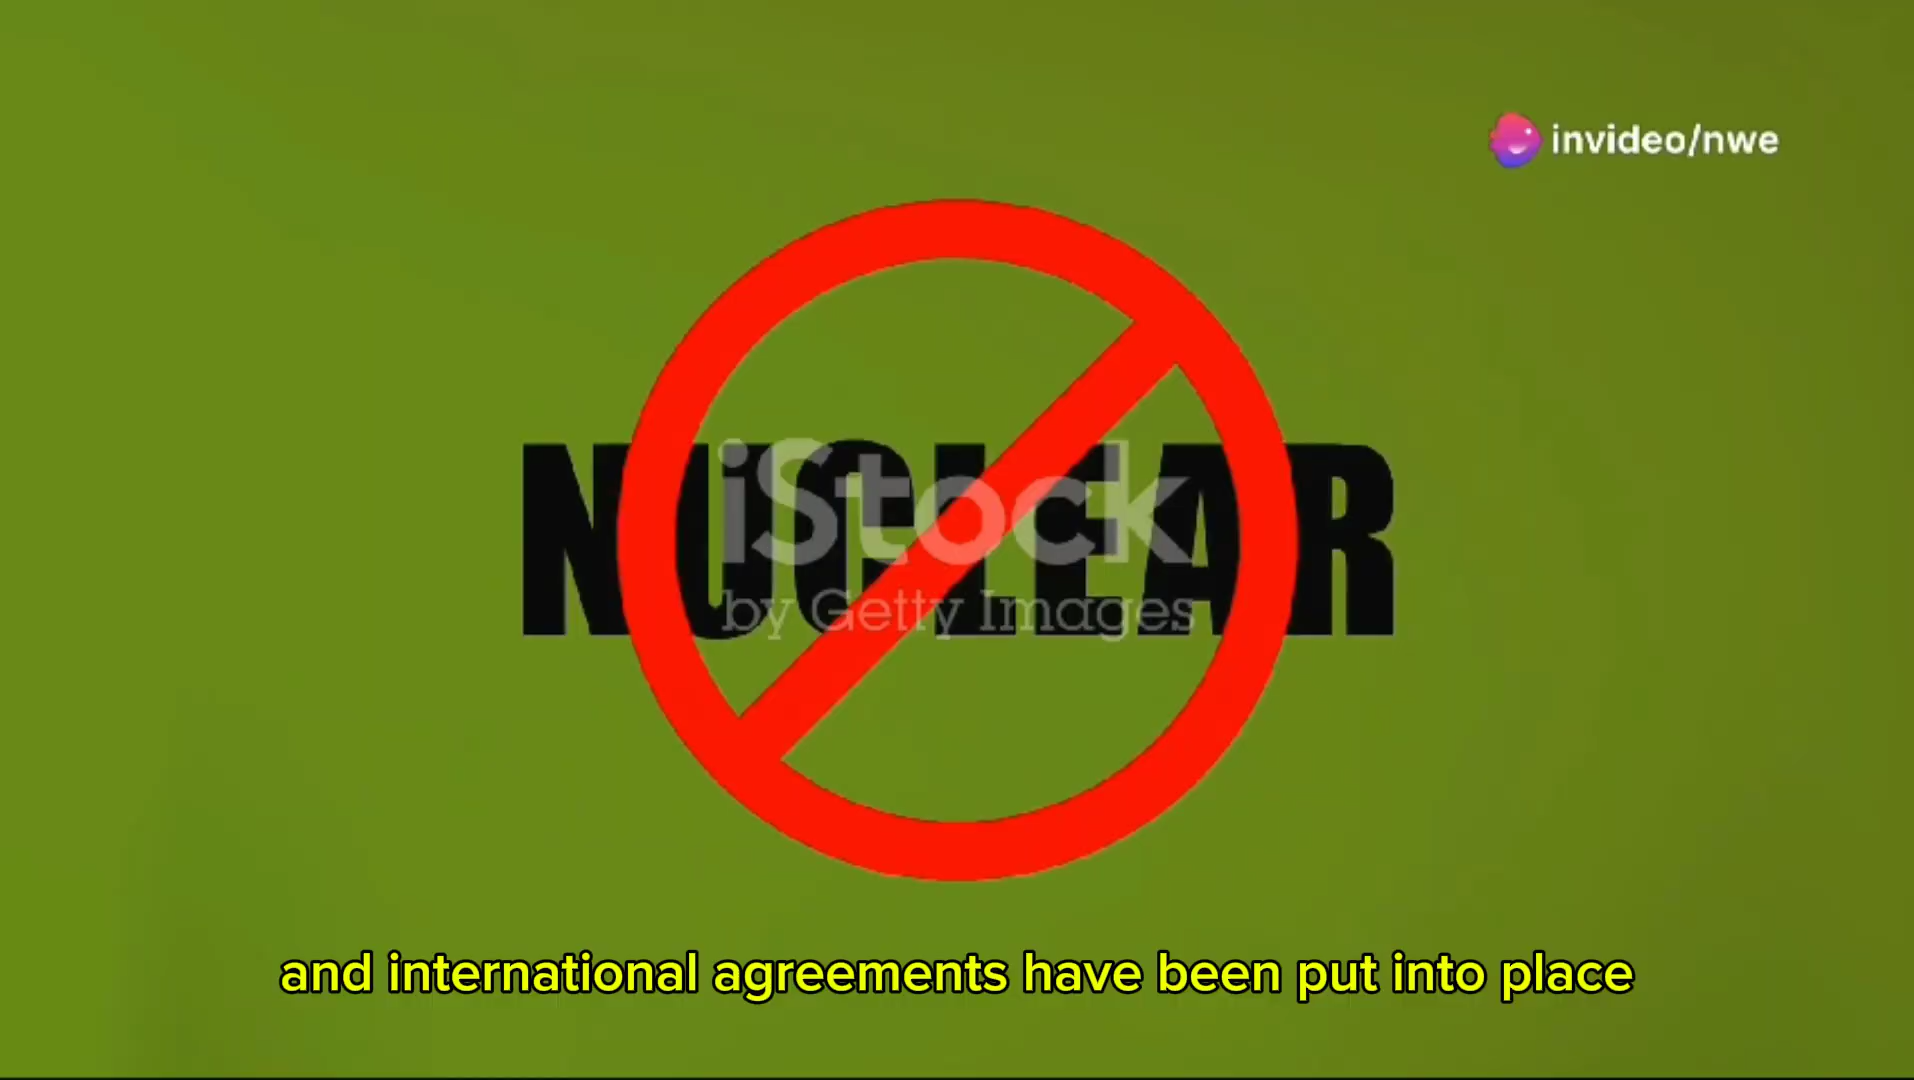 invideo/nwe
NUCLEAR
iStock
by Getty Images
and international agreements have been put into place